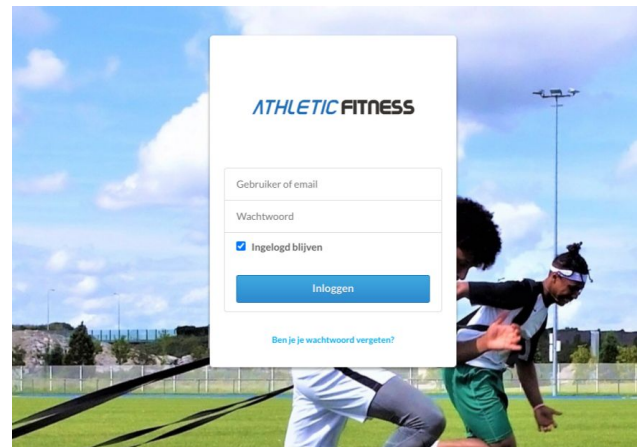 ATHLETIC FITNESS
Gebruiker of email
Wachtwoord
Ingelogd blijven
Inloggen
Ben je je wachtwoord vergeten?